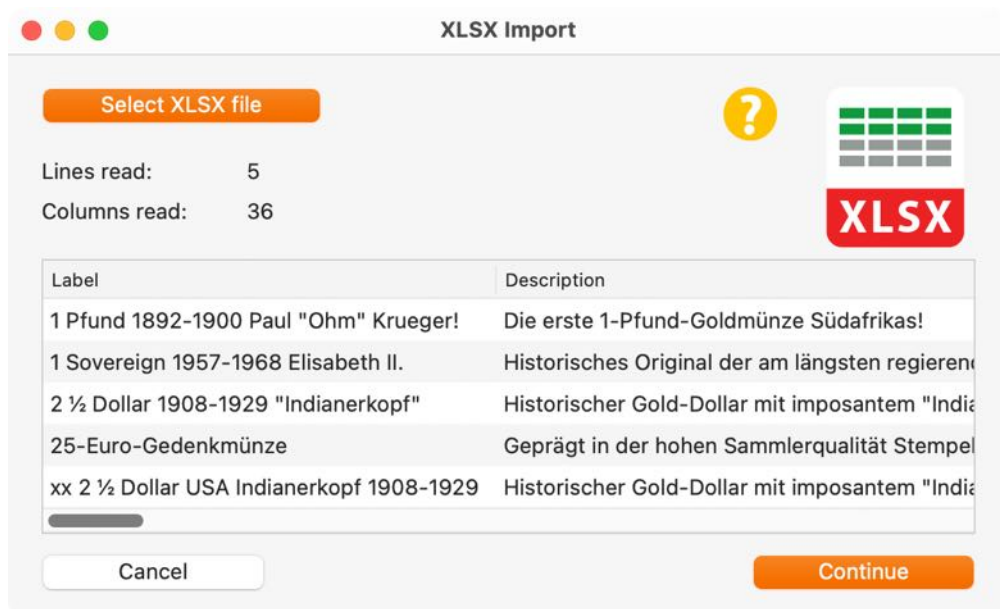 XLSX Import
Select XLSX file
?
Lines read: 5
Columns read: 36
XLSX
Label Description
1 Pfund 1892-1900 Paul "Ohm" Krueger! Die erste 1-Pfund-Goldmünze Südafrikas!
1 Sovereign 1957-1968 Elisabeth II. Historisches Original der am längsten regieren
2 ½ Dollar 1908-1929 "Indianerkopf" Historischer Gold-Dollar mit imposantem "Indi
25-Euro-Gedenkmünze Geprägt in der hohen Sammlerqualität Stempel
xx 2 ½ Dollar USA Indianerkopf 1908-1929 Historischer Gold-Dollar mit imposantem "Indi
Cancel Continue